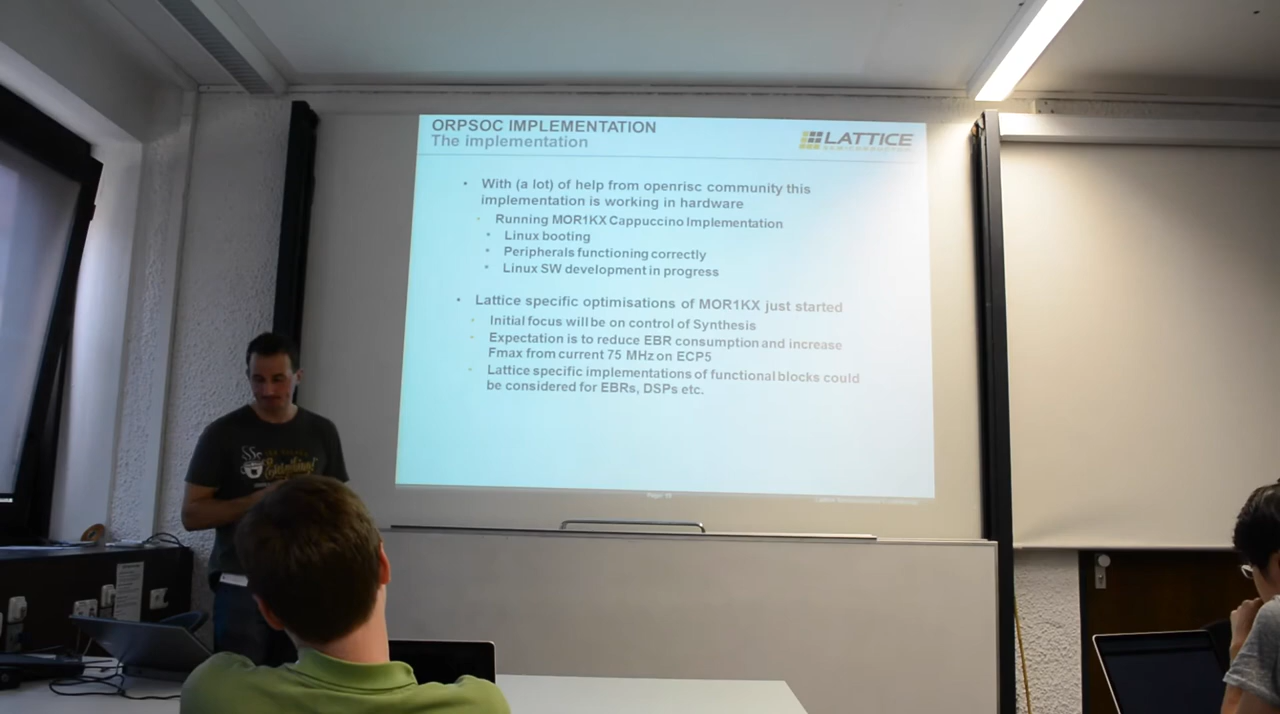 ORPSOC IMPLEMENTATION
The implementation
LATTICE
SEMICONDUCTOR
• With (a lot) of help from openrisc community this
implementation is working in hardware
• Running MOR1KX Cappuccino Implementation
• Linux booting
• Peripherals functioning correctly
• Linux SW development in progress
• Lattice specific optimisations of MOR1KX just started
• Initial focus will be on control of Synthesis
• Expectation is to reduce EBR consumption and increase
Fmax from current 75 MHz on ECP5
• Lattice specific implementations of functional blocks could
be considered for EBRs, DSPs etc.
Everything!